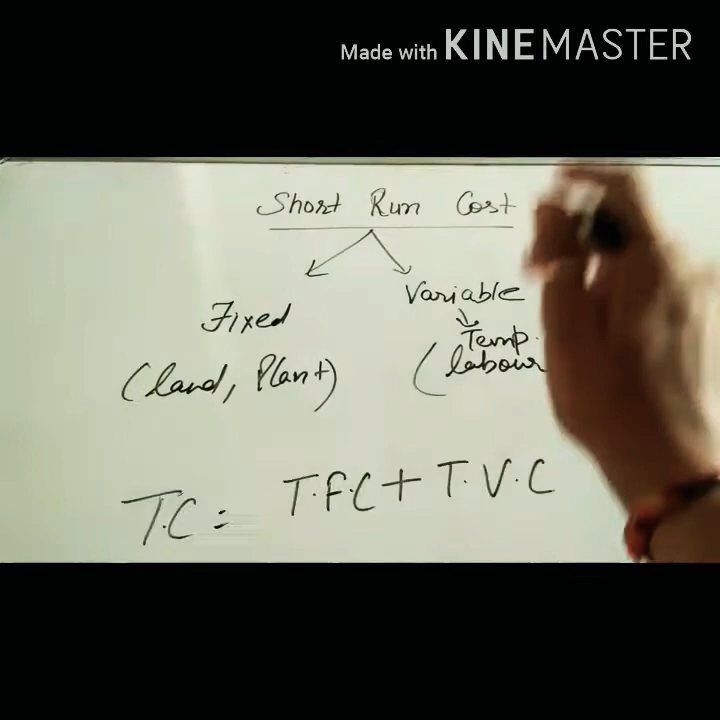 Made with KINEMASTER
Short Run Cost
Fixed
Variable
Temp.
(land, Plant)
(labour
T.C = T.F.C + T.V.C